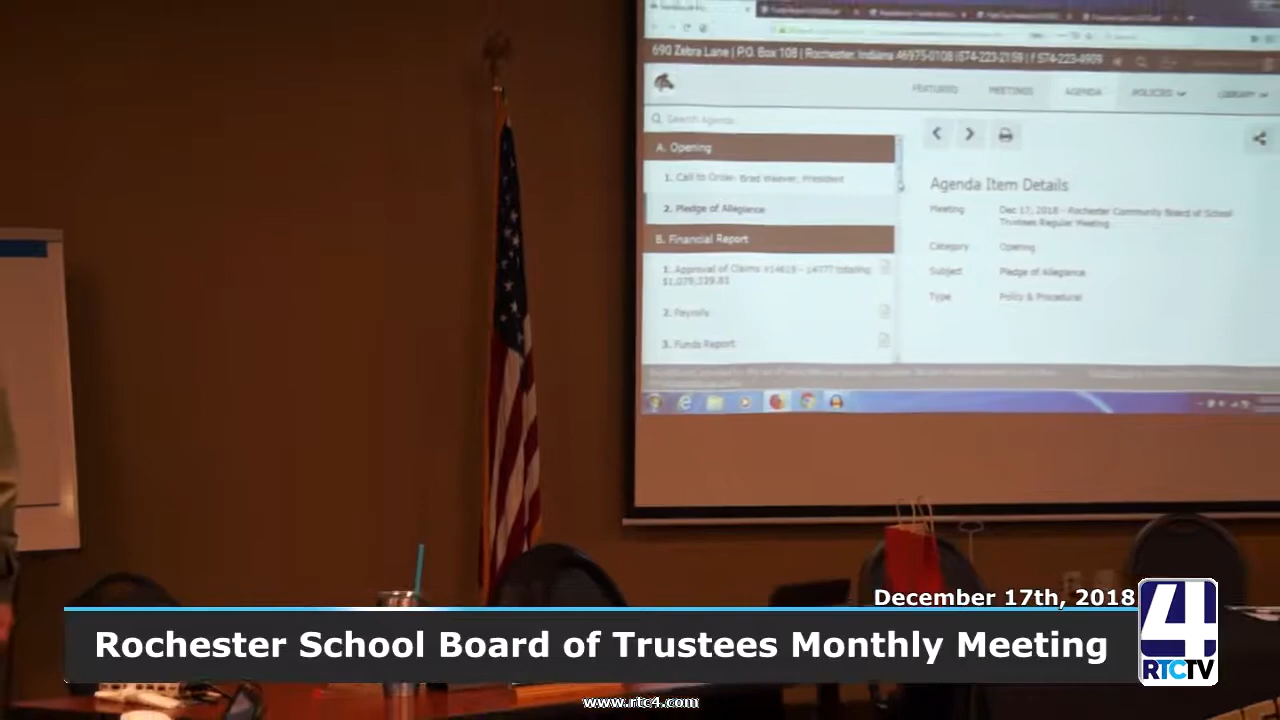 690 Zebra Lane | P.O. Box 108 | Rochester, Indiana 46975-0108 | 574-223-2159 | f 574-223-4909
FEATURED MEETINGS AGENDA POLICIES LIBRARY
Search Agenda
A. Opening
1. Call to Order- Brad Weaver, President
2. Pledge of Allegiance
B. Financial Report
1. Approval of Claims #14619 - 14777 totaling
$1,079,339.81
2. Payrolls
3. Funds Report
Agenda Item Details
Meeting Dec 17, 2018 - Rochester Community Board of School
Trustees Regular Meeting
Category Opening
Subject Pledge of Allegiance
Type Policy & Procedural
December 17th, 2018
Rochester School Board of Trustees Monthly Meeting
4
RTCTV
www.rtc4.com